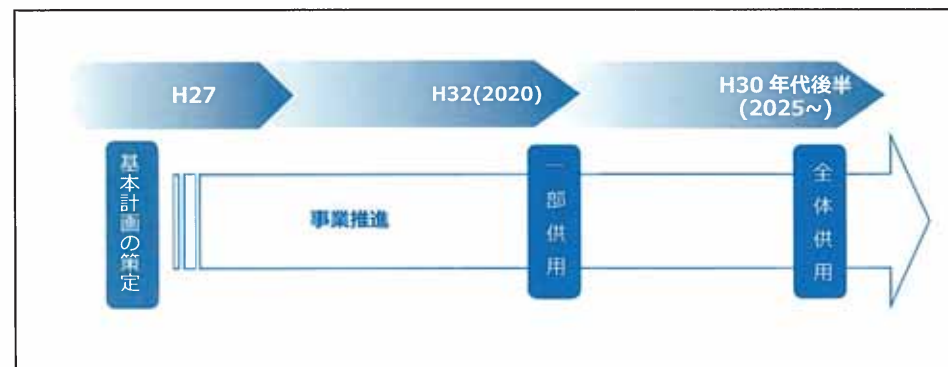 H27
H32(2020)
H30 年代後半
(2025~)
基本計画の策定
事業推進
一部供用
全体供用